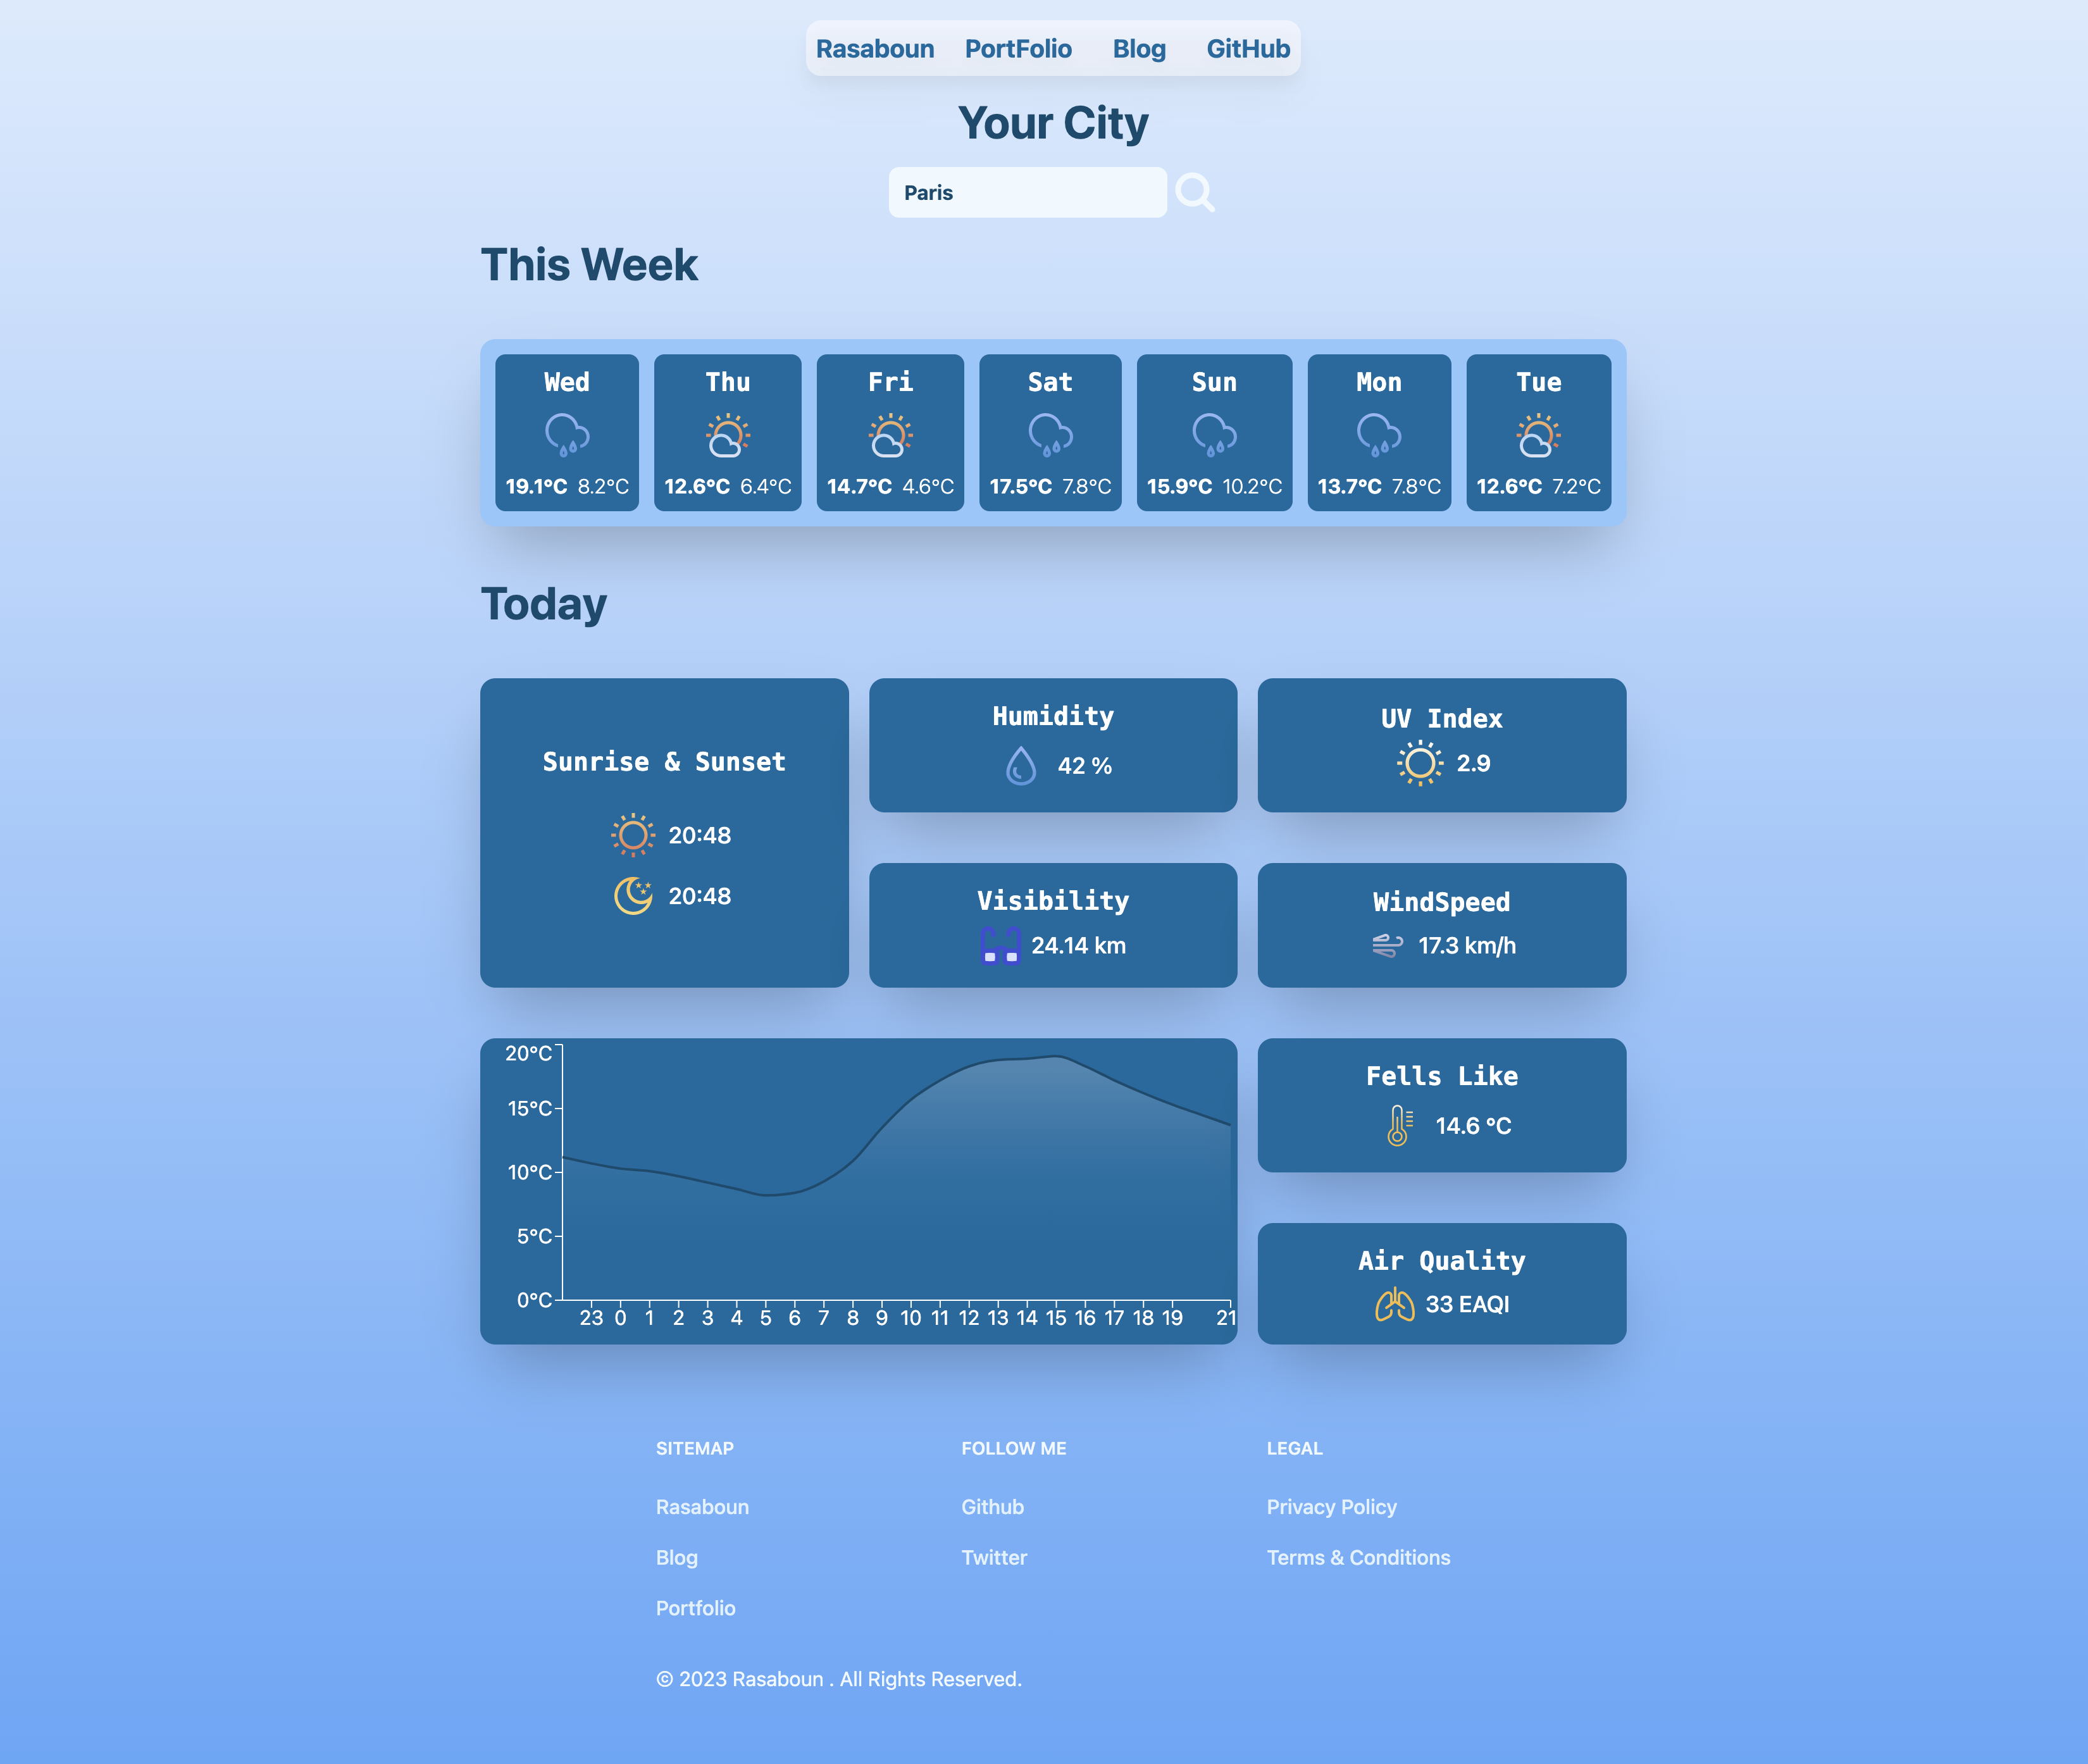 Rasaboun PortFolio Blog GitHub
Your City
Paris
This Week
Wed Thu Fri Sat Sun Mon Tue
19.1°C 8.2°C 12.6°C 6.4°C 14.7°C 4.6°C 17.5°C 7.8°C 15.9°C 10.2°C 13.7°C 7.8°C 12.6°C 7.2°C
Today
Sunrise & Sunset
20:48
20:48
Humidity
42 %
UV Index
2.9
Visibility
24.14 km
WindSpeed
17.3 km/h
20°C
15°C
10°C
5°C
0°C
23 0 1 2 3 4 5 6 7 8 9 10 11 12 13 14 15 16 17 18 19 21
Fells Like
14.6 °C
Air Quality
33 EAQI
SITEMAP
Rasaboun
Blog
Portfolio
FOLLOW ME
Github
Twitter
LEGAL
Privacy Policy
Terms & Conditions
© 2023 Rasaboun . All Rights Reserved.